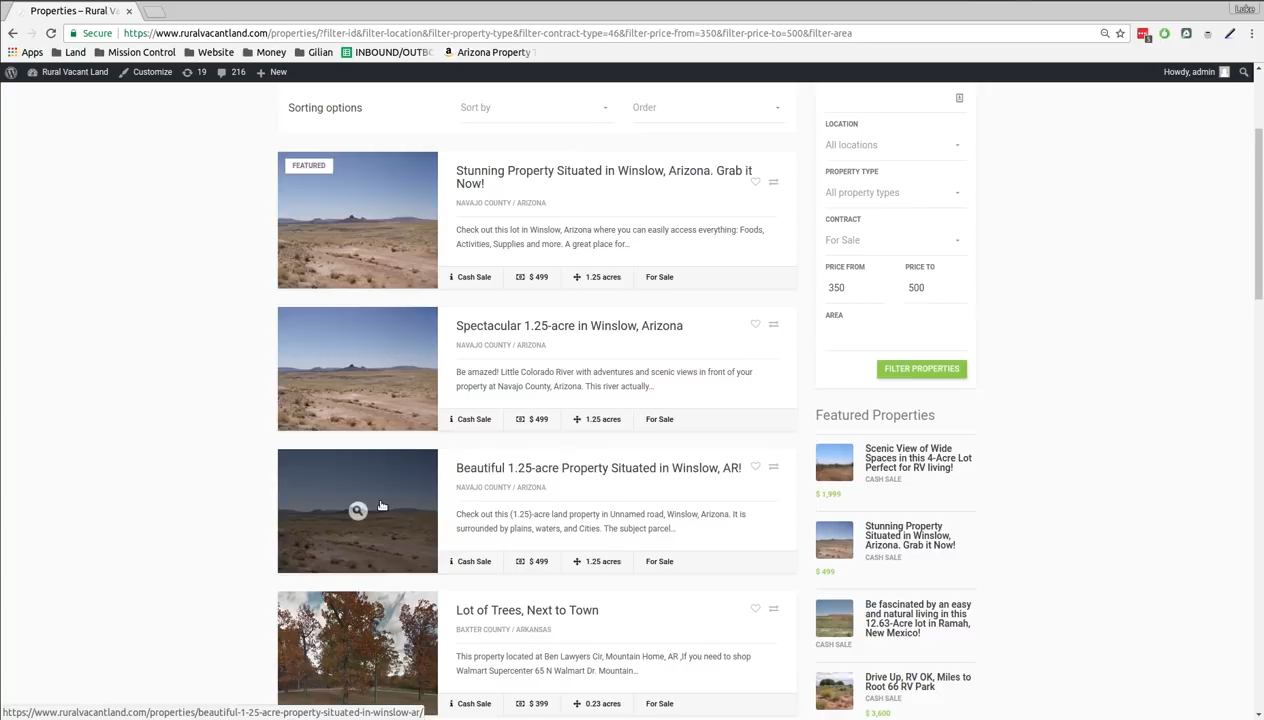 Properties – Rural Va
Secure https://www.ruralvacantland.com/properties/?filter-id&filter-location&filter-property-type&filter-contract-type=46&filter-price-from=350&filter-price-to=500&filter-area
Apps Land Mission Control Website Money Gilian INBOUND/OUTBO Arizona Property
Rural Vacant Land Customize 19 216 New Howdy, admin
Sorting options Sort by Order
LOCATION
All locations
PROPERTY TYPE
All property types
CONTRACT
For Sale
PRICE FROM PRICE TO
350 500
AREA
FILTER PROPERTIES
FEATURED
Stunning Property Situated in Winslow, Arizona. Grab it
Now!
NAVAJO COUNTY / ARIZONA
Check out this lot in Winslow, Arizona where you can easily access everything: Foods,
Activities, Supplies and more. A great place for...
Cash Sale $ 499 1.25 acres For Sale
Spectacular 1.25-acre in Winslow, Arizona
NAVAJO COUNTY / ARIZONA
Be amazed! Little Colorado River with adventures and scenic views in front of your
property at Navajo County, Arizona. This river actually...
Cash Sale $ 499 1.25 acres For Sale
Beautiful 1.25-acre Property Situated in Winslow, AR!
NAVAJO COUNTY / ARIZONA
Check out this (1.25)-acre land property in Unnamed road, Winslow, Arizona. It is
surrounded by plains, waters, and Cities. The subject parcel...
Cash Sale $ 499 1.25 acres For Sale
Lot of Trees, Next to Town
BAXTER COUNTY / ARKANSAS
This property located at Ben Lawyers Cir, Mountain Home, AR ,If you need to shop
Walmart Supercenter 65 N Walmart Dr. Mountain...
Cash Sale $ 399 0.23 acres For Sale
Featured Properties
Scenic View of Wide
Spaces in this 4-Acre Lot
Perfect for RV living!
CASH SALE
$ 1,999
Stunning Property
Situated in Winslow,
Arizona. Grab it Now!
CASH SALE
$ 499
Be fascinated by an easy
and natural living in this
12.63-Acre lot in Ramah,
New Mexico!
CASH SALE
Drive Up, RV OK, Miles to
Root 66 RV Park
CASH SALE
$ 3,600
https://www.ruralvacantland.com/properties/beautiful-1-25-acre-property-situated-in-winslow-ar/